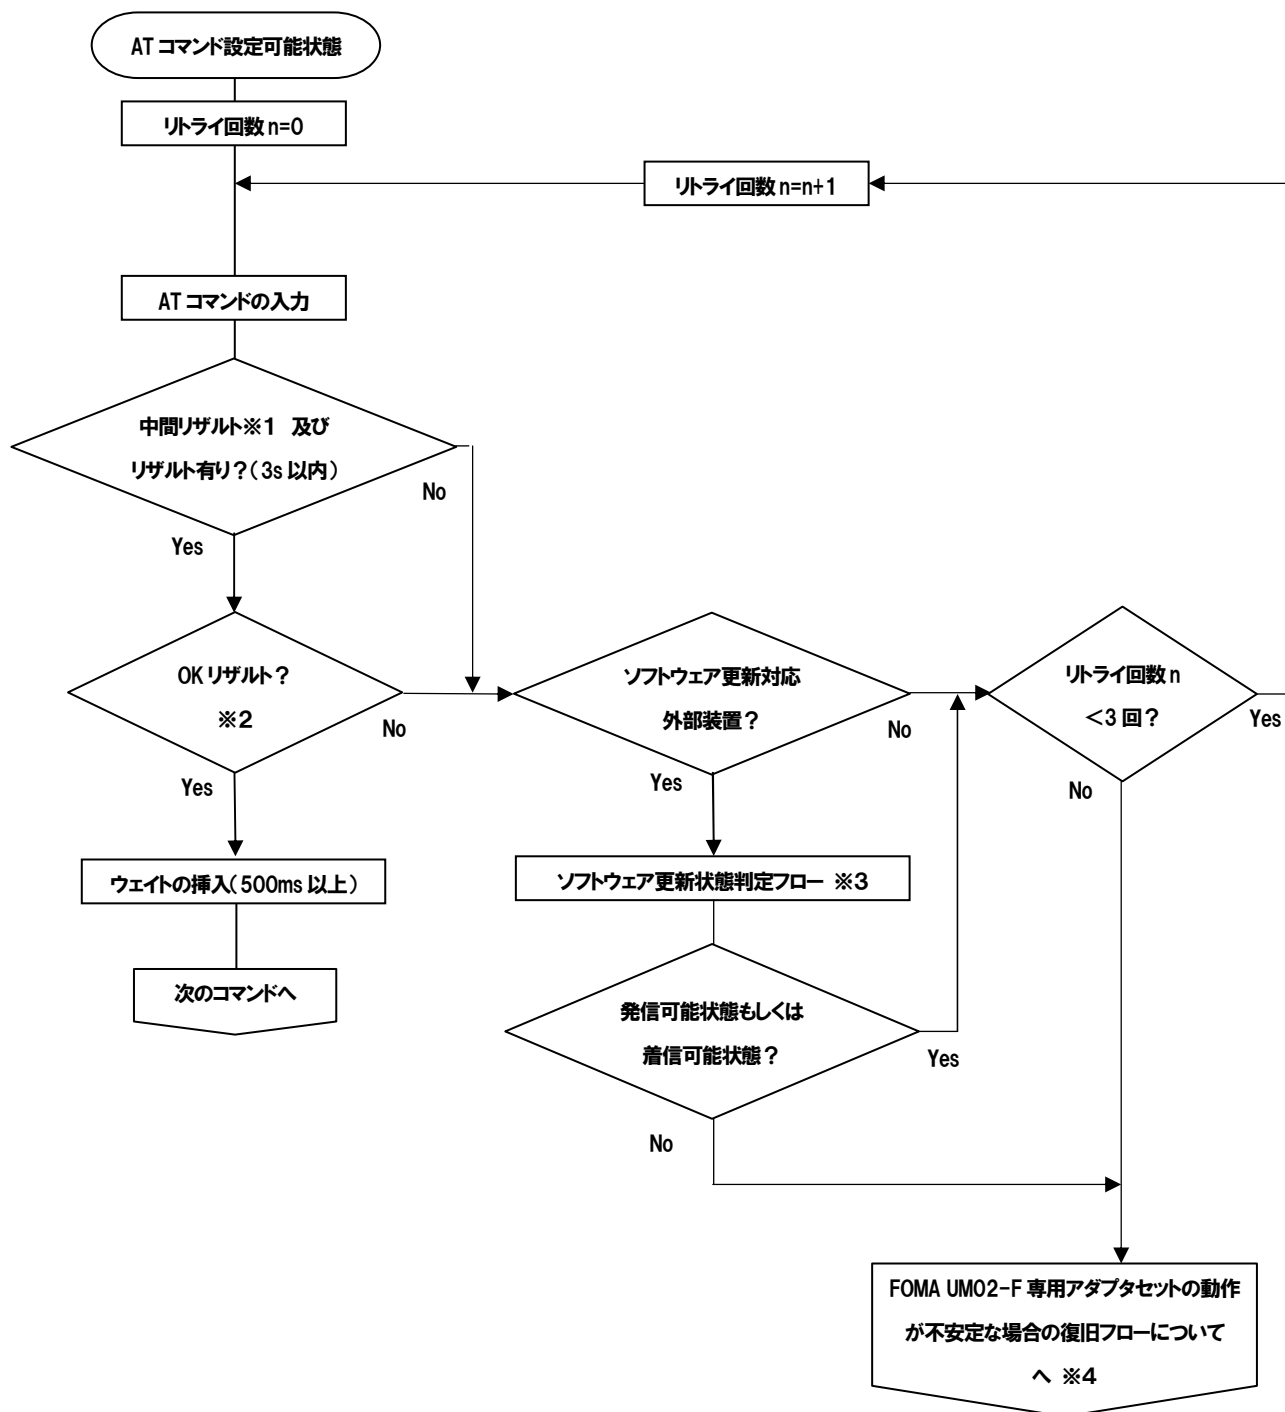 AT コマンド設定可能状態
リトライ回数 n=0
リトライ回数 n=n+1
AT コマンドの入力
中間リザルト※1 及び
リザルト有り？（3s 以内）
No
Yes
OK リザルト？
※2
No
Yes
ソフトウェア更新対応
外部装置？
No
Yes
リトライ回数 n
＜3 回？
Yes
No
ウェイトの挿入（500ms 以上）
ソフトウェア更新状態判定フロー ※3
次のコマンドへ
発信可能状態もしくは
着信可能状態？
Yes
No
FOMA UM02-F 専用アダプタセットの動作
が不安定な場合の復旧フローについて
へ ※4